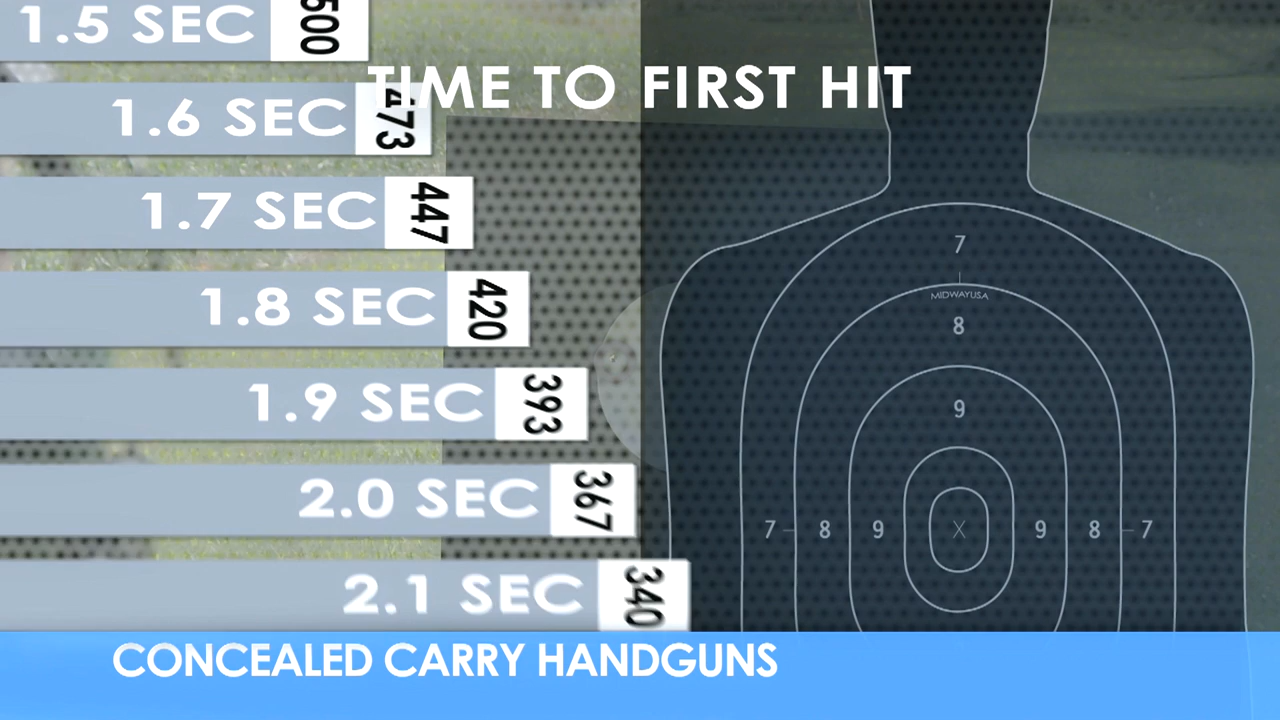 1.5 SEC 500
TIME TO FIRST HIT
1.6 SEC 473
1.7 SEC 447
1.8 SEC 420
1.9 SEC 393
2.0 SEC 367
2.1 SEC 340
7
MIDWAYUSA
8
9
7 8 9 X 9 8 7
CONCEALED CARRY HANDGUNS